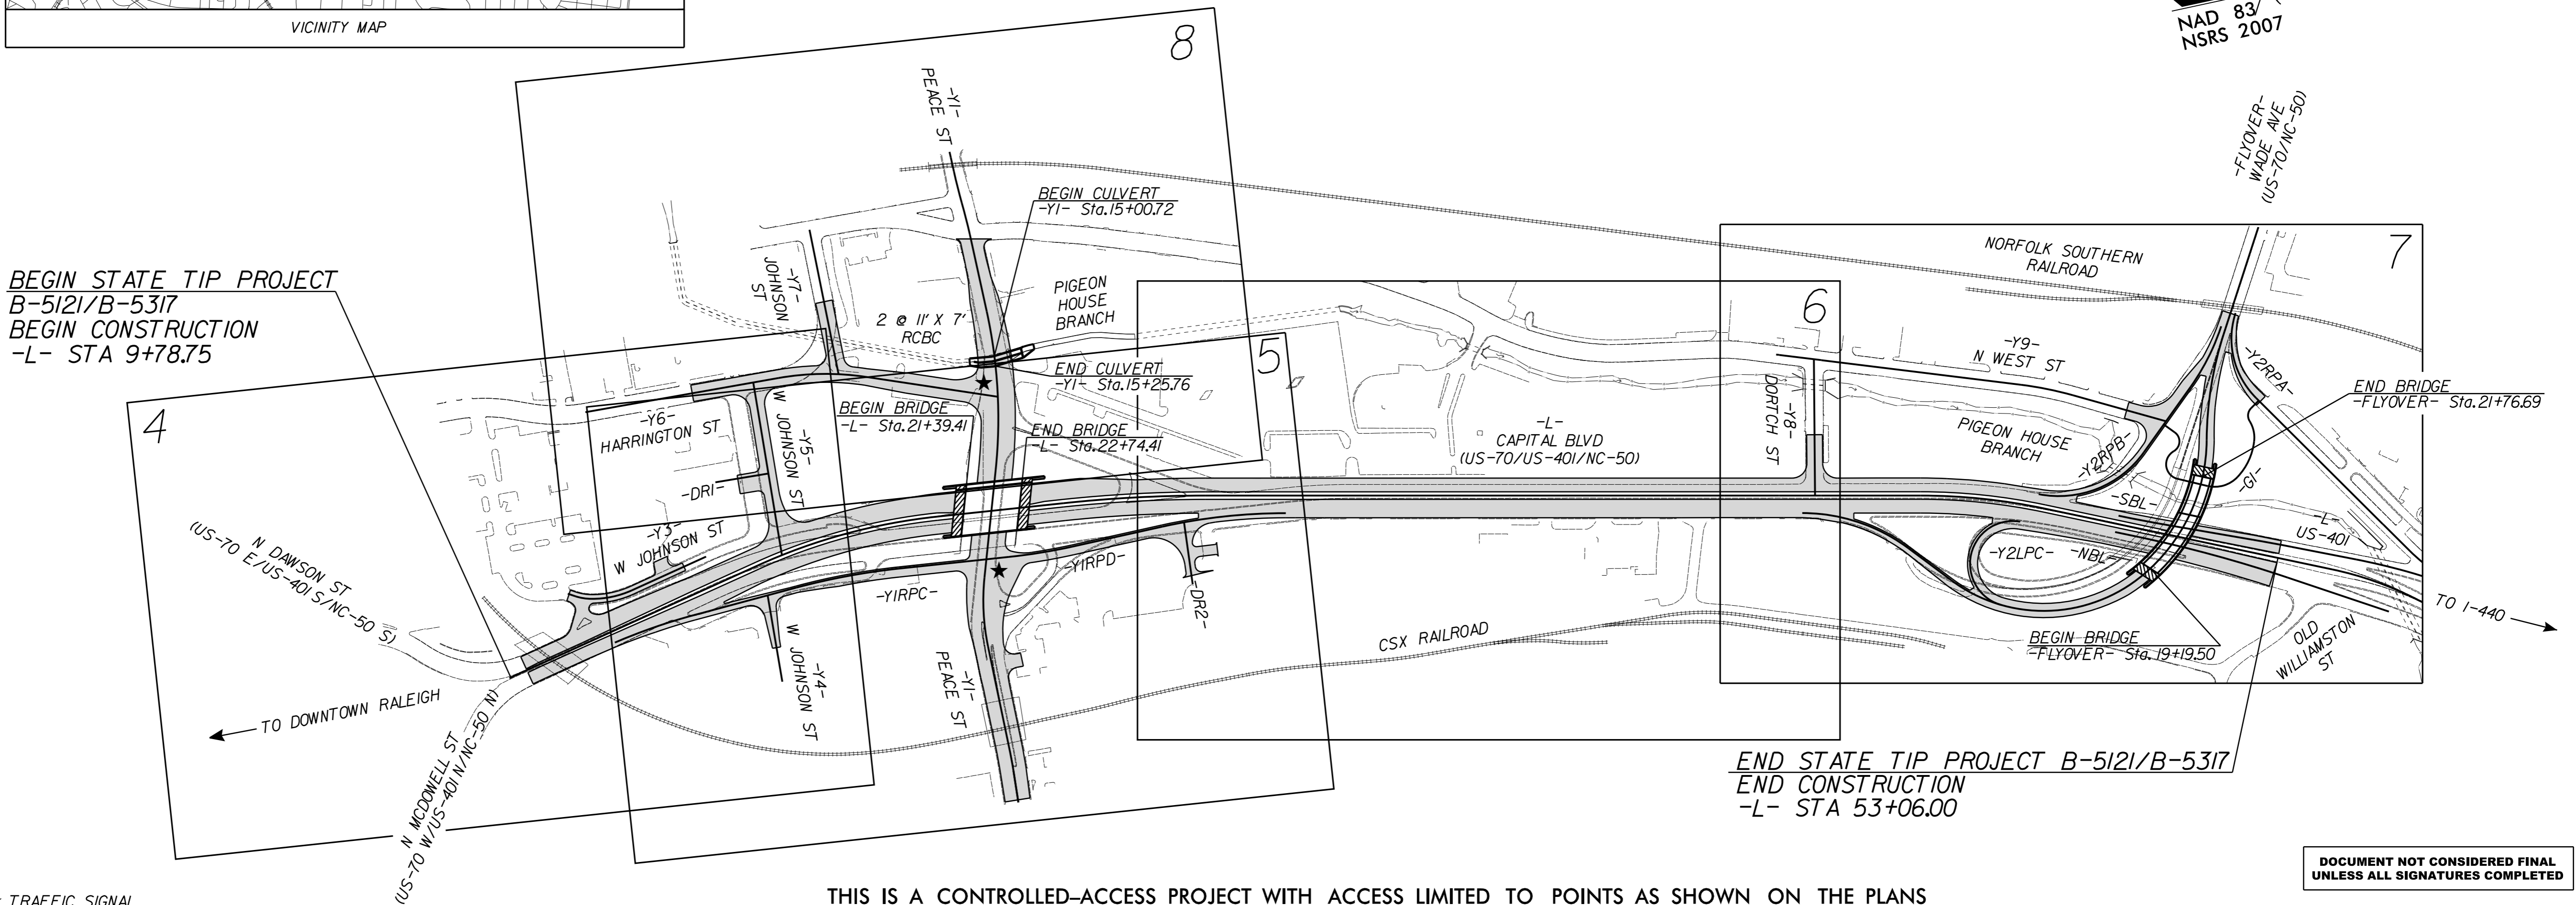 VICINITY MAP
NAD 83/
NSRS 2007
8
-Y1-
PEACE ST
BEGIN CULVERT
-Y1- Sta.15+00.72
-FLYOVER-
WADE AVE
(US-70/NC-50)
NORFOLK SOUTHERN
RAILROAD
7
BEGIN STATE TIP PROJECT
B-5121/B-5317
BEGIN CONSTRUCTION
-L- STA 9+78.75
-Y7-
JOHNSON
ST
2 @ 11' X 7'
RCBC
PIGEON
HOUSE
BRANCH
END CULVERT
-Y1- Sta.15+25.76
5
6
-Y9-
N WEST ST
-Y2RPA-
END BRIDGE
-FLYOVER- Sta.21+76.69
4
-Y6-
HARRINGTON ST
W JOHNSON ST
-Y5-
BEGIN BRIDGE
-L- Sta.21+39.41
END BRIDGE
-L- Sta.22+74.41
-L-
CAPITAL BLVD
(US-70/US-401/NC-50)
DORTCH ST
-Y8-
PIGEON HOUSE
BRANCH
-Y2RPB-
-G1-
-DR1-
-SBL-
-L-
US-401
-Y3-
W JOHNSON ST
N DAWSON ST
(US-70 E/US-401 S/NC-50 S)
-Y1RPC-
-Y1RPD-
-DR2-
-Y2LPC-
-NBL-
TO I-440
CSX RAILROAD
BEGIN BRIDGE
-FLYOVER- Sta.19+19.50
OLD
WILLIAMSTON
ST
-Y4-
W JOHNSON ST
-Y1-
PEACE ST
TO DOWNTOWN RALEIGH
N MCDOWELL ST
(US-70 W/US-401 N/NC-50 N)
END STATE TIP PROJECT B-5121/B-5317
END CONSTRUCTION
-L- STA 53+06.00
DOCUMENT NOT CONSIDERED FINAL
UNLESS ALL SIGNATURES COMPLETED
TRAFFIC SIGNAL
THIS IS A CONTROLLED-ACCESS PROJECT WITH ACCESS LIMITED TO POINTS AS SHOWN ON THE PLANS